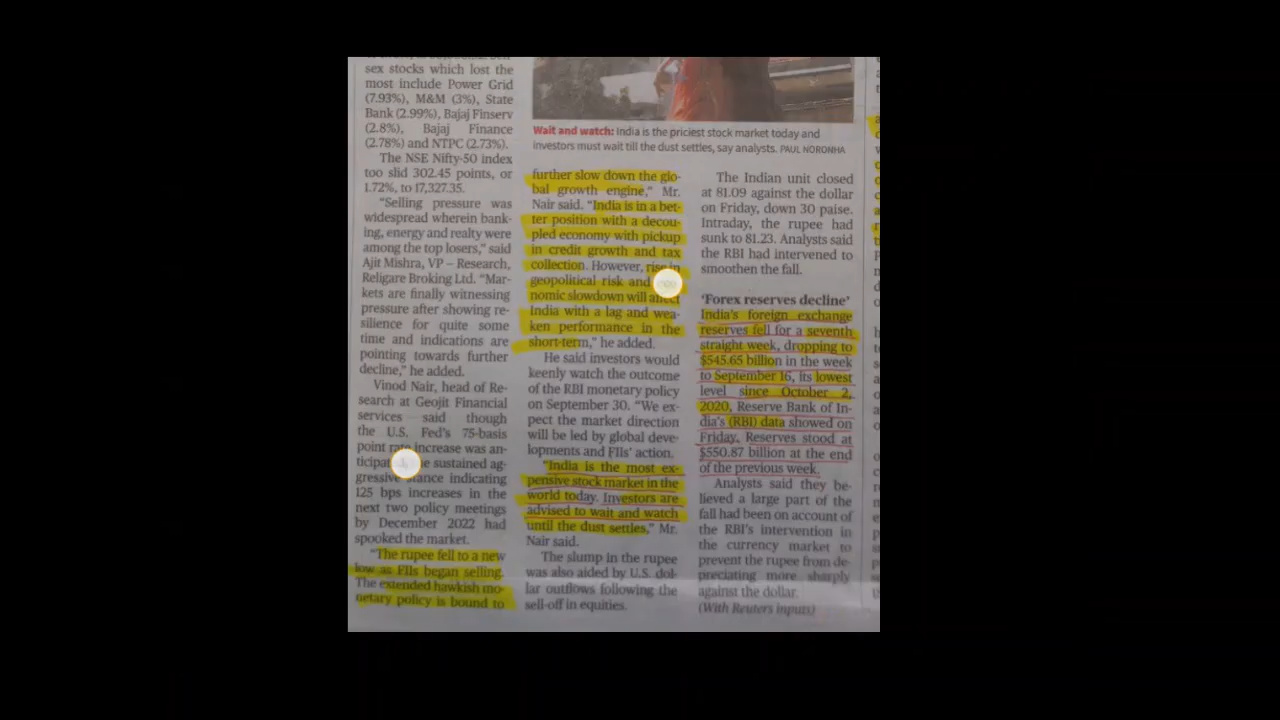 sex stocks which lost the
most include Power Grid
(7.93%), M&M (3%), State
Bank (2.99%), Bajaj Finserv
(2.8%), Bajaj Finance
(2.78%) and NTPC (2.73%).
The NSE Nifty-50 index
too slid 302.45 points, or
1.72%, to 17,327.35.
"Selling pressure was
widespread wherein bank-
ing, energy and realty were
among the top losers," said
Ajit Mishra, VP – Research,
Religare Broking Ltd. "Mar-
kets are finally witnessing
pressure after showing re-
silience for quite some
time and indications are
pointing towards further
decline," he added.
Vinod Nair, head of Re-
search at Geojit Financial
services said though
the U.S. Fed's 75-basis
point rate increase was an-
sustained ag-
gressive stance indicating
125 bps increases in the
next two policy meetings
by December 2022 had
spooked the market.
"The rupee fell to a new
low as FIIs began selling.
The extended hawkish mo-
netary policy is bound to
Wait and watch: India is the priciest stock market today and
investors must wait till the dust settles, say analysts. PAUL NORONHA
further slow down the glo-
bal growth engine," Mr.
Nair said. "India is in a bet-
ter position with a decou-
pled economy with pickup
in credit growth and tax
collection. However, rise in
geopolitical risk and
nomic slowdown will affect
India with a lag and wea-
ken performance in the
short-term," he added.
He said investors would
keenly watch the outcome
of the RBI monetary policy
on September 30. "We ex-
pect the market direction
will be led by global deve-
lopments and FIIs' action.
"India is the most ex-
pensive stock market in the
world today. Investors are
advised to wait and watch
until the dust settles," Mr.
Nair said.
The slump in the rupee
was also aided by U.S. dol-
lar outflows following the
sell-off in equities.
The Indian unit closed
at 81.09 against the dollar
on Friday, down 30 paise.
Intraday, the rupee had
sunk to 81.23. Analysts said
the RBI had intervened to
smoothen the fall.
'Forex reserves decline'
India's foreign exchange
reserves fell for a seventh
straight week, dropping to
$545.65 billion in the week
to September 16, its lowest
level since October 2,
2020, Reserve Bank of In-
dia's (RBI) data showed on
Friday. Reserves stood at
$550.87 billion at the end
of the previous week.
Analysts said they be-
lieved a large part of the
fall had been on account of
the RBI's intervention in
the currency market to
prevent the rupee from de-
preciating more sharply
against the dollar.
(With Reuters inputs)